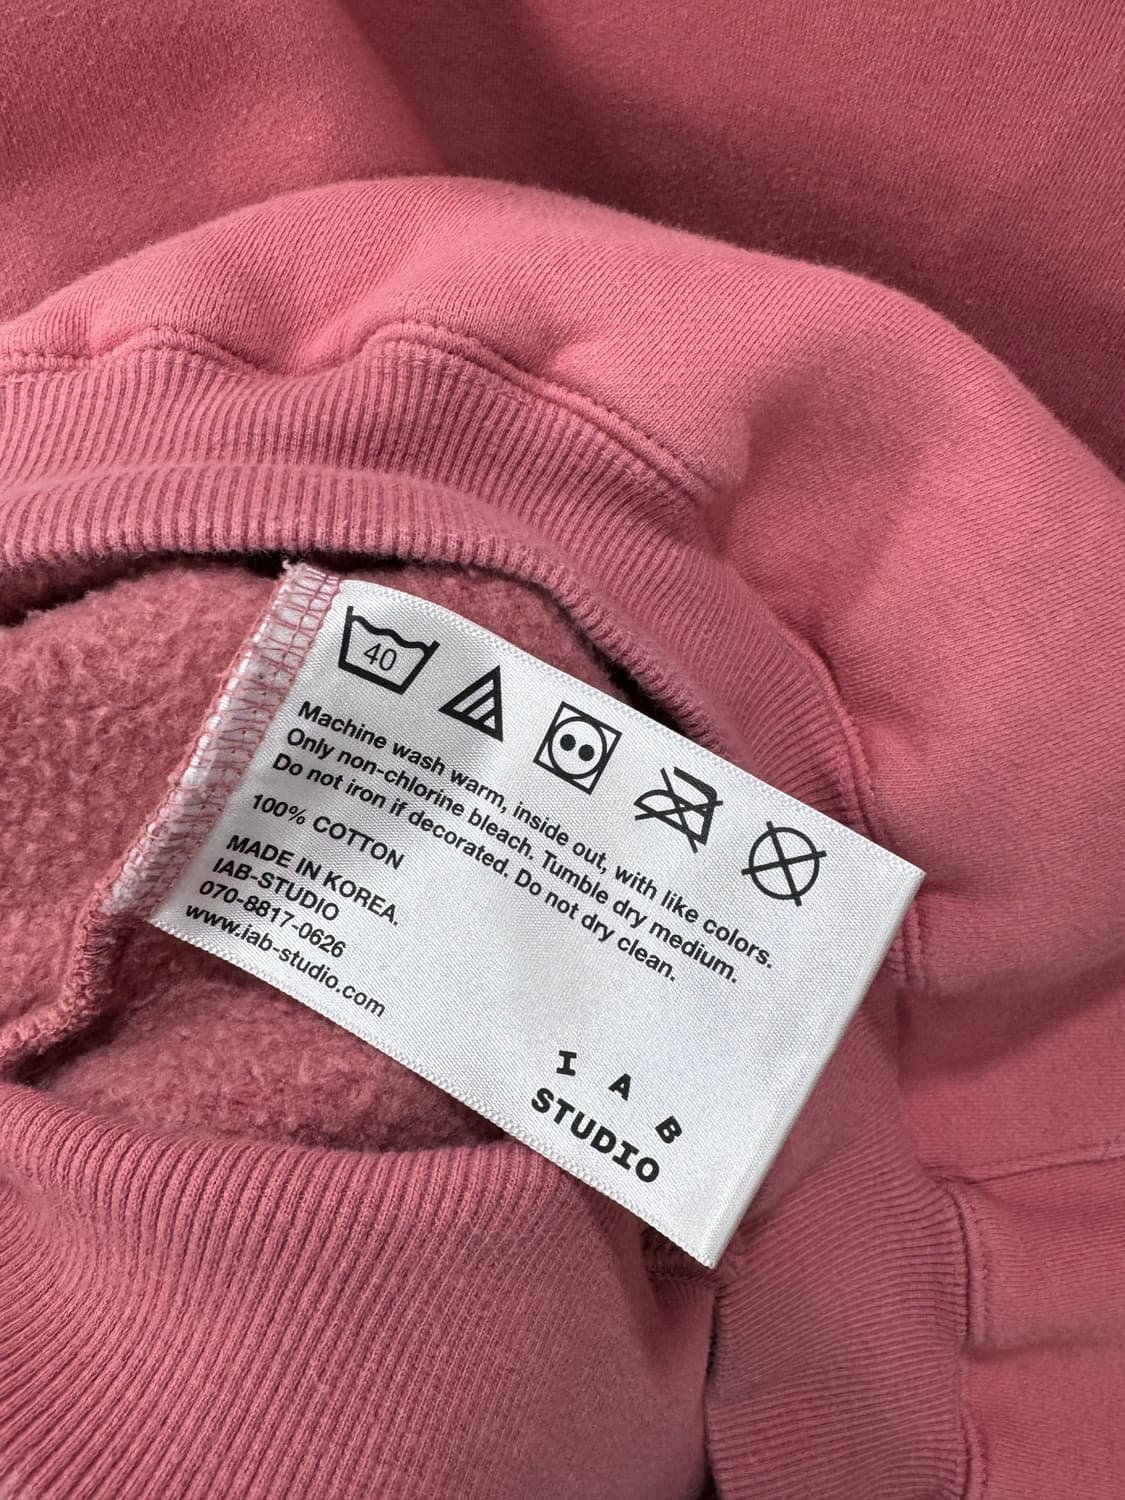 40
Machine wash warm, inside out, with like colors.
Only non-chlorine bleach. Tumble dry medium.
Do not iron if decorated. Do not dry clean.
100% COTTON
MADE IN KOREA.
IAB-STUDIO
070-8817-0626
www.iab-studio.com
I A B
STUDIO